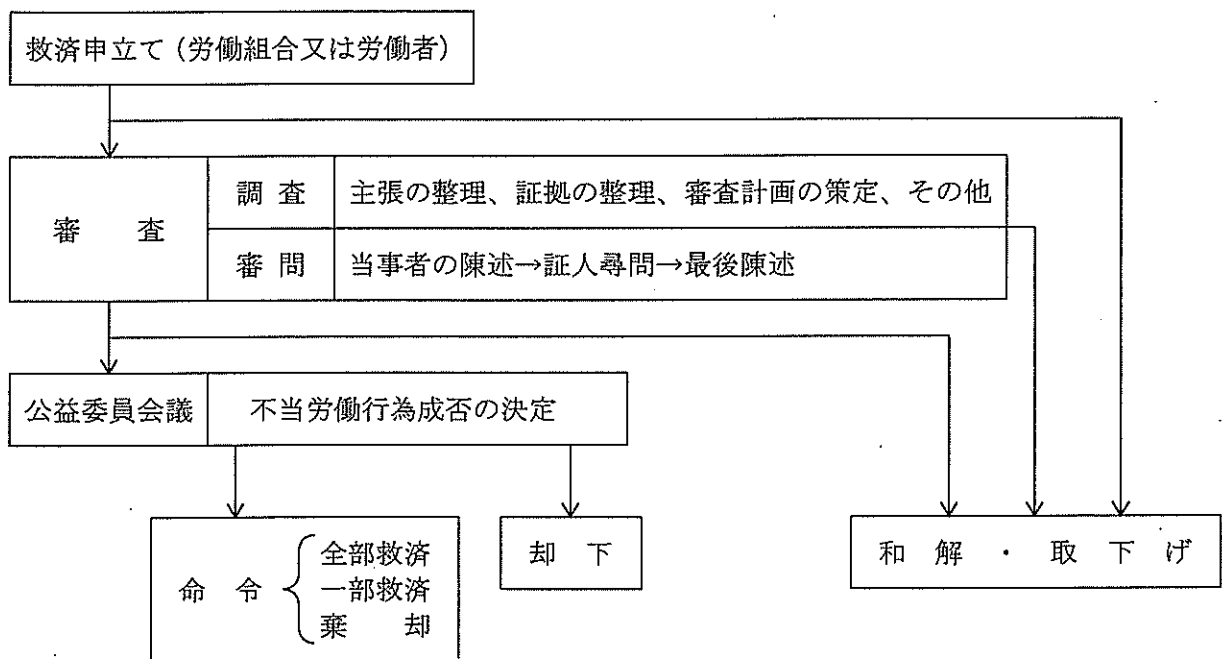 救済申立て（労働組合又は労働者）
審査
調査
主張の整理、証拠の整理、審査計画の策定、その他
審問
当事者の陳述→証人尋問→最後陳述
公益委員会議
不当労働行為成否の決定
命令
全部救済
一部救済
棄却
却下
和解・取下げ